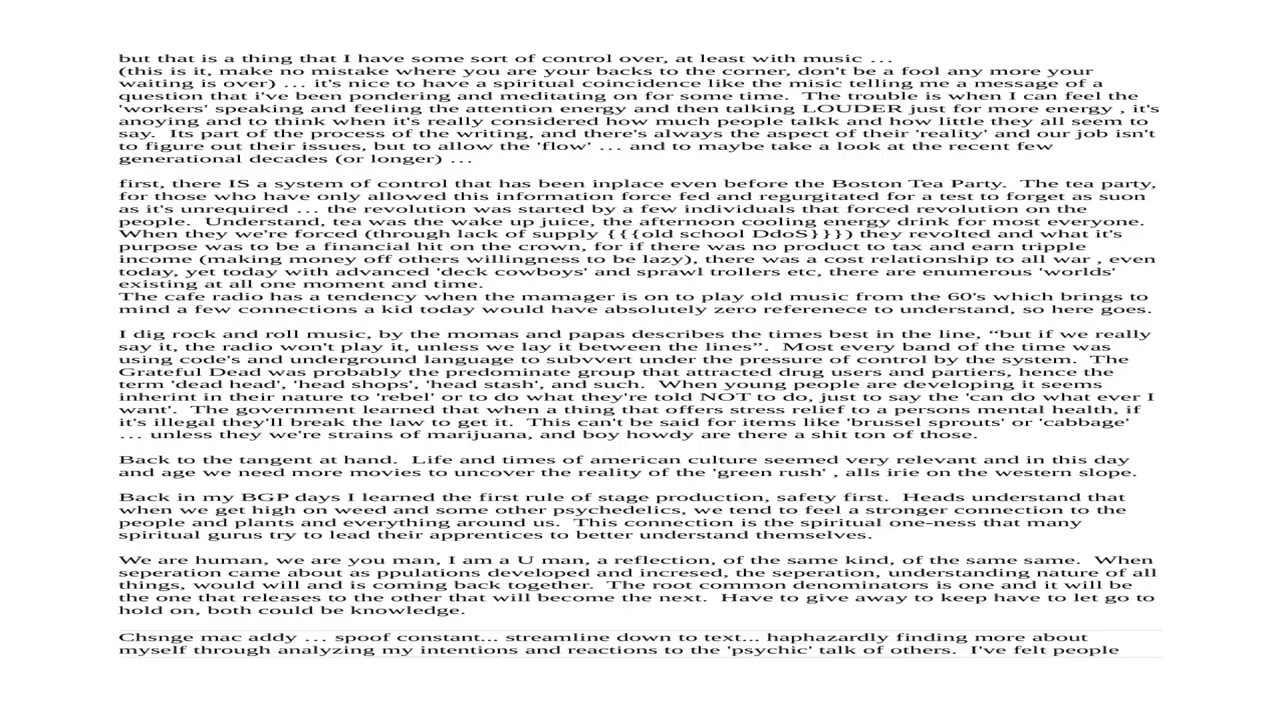 but that is a thing that I have some sort of control over, at least with music ...
(this is it, make no mistake where you are your backs to the corner, don't be a fool any more your
waiting is over) ... it's nice to have a spiritual coincidence like the misic telling me a message of a
question that i've been pondering and meditating on for some time.  The trouble is when I can feel the
'workers' speaking and feeling the attention energy and then talking LOUDER just for more energy , it's
anoying and to think when it's really considered how much people talkk and how little they all seem to
say.  Its part of the process of the writing, and there's always the aspect of their 'reality' and our job isn't
to figure out their issues, but to allow the 'flow' ... and to maybe take a look at the recent few
generational decades (or longer) ...
first, there IS a system of control that has been inplace even before the Boston Tea Party.  The tea party,
for those who have only allowed this information force fed and regurgitated for a test to forget as suon
as it's unrequired ... the revolution was started by a few individuals that forced revolution on the
people.  Understand, tea was the wake up juice, the afternoon cooling energy drink for most everyone.
When they we're forced (through lack of supply {{{old school DdoS}}}) they revolted and what it's
purpose was to be a financial hit on the crown, for if there was no product to tax and earn tripple
income (making money off others willingness to be lazy), there was a cost relationship to all war , even
today, yet today with advanced 'deck cowboys' and sprawl trollers etc, there are enumerous 'worlds'
existing at all one moment and time.
The cafe radio has a tendency when the mamager is on to play old music from the 60's which brings to
mind a few connections a kid today would have absolutely zero referenece to understand, so here goes.
I dig rock and roll music, by the momas and papas describes the times best in the line, “but if we really
say it, the radio won't play it, unless we lay it between the lines”.  Most every band of the time was
using code's and underground language to subvvert under the pressure of control by the system.  The
Grateful Dead was probably the predominate group that attracted drug users and partiers, hence the
term 'dead head', 'head shops', 'head stash', and such.  When young people are developing it seems
inherint in their nature to 'rebel' or to do what they're told NOT to do, just to say the 'can do what ever I
want'.  The government learned that when a thing that offers stress relief to a persons mental health, if
it's illegal they'll break the law to get it.  This can't be said for items like 'brussel sprouts' or 'cabbage'
... unless they we're strains of marijuana, and boy howdy are there a shit ton of those.
Back to the tangent at hand.  Life and times of american culture seemed very relevant and in this day
and age we need more movies to uncover the reality of the 'green rush' , alls irie on the western slope.
Back in my BGP days I learned the first rule of stage production, safety first.  Heads understand that
when we get high on weed and some other psychedelics, we tend to feel a stronger connection to the
people and plants and everything around us.  This connection is the spiritual one-ness that many
spiritual gurus try to lead their apprentices to better understand themselves.
We are human, we are you man, I am a U man, a reflection, of the same kind, of the same same.  When
seperation came about as ppulations developed and incresed, the seperation, understanding nature of all
things, would will and is coming back together.  The root common denominators is one and it will be
the one that releases to the other that will become the next.  Have to give away to keep have to let go to
hold on, both could be knowledge.
Chsnge mac addy ... spoof constant... streamline down to text... haphazardly finding more about
myself through analyzing my intentions and reactions to the 'psychic' talk of others.  I've felt people